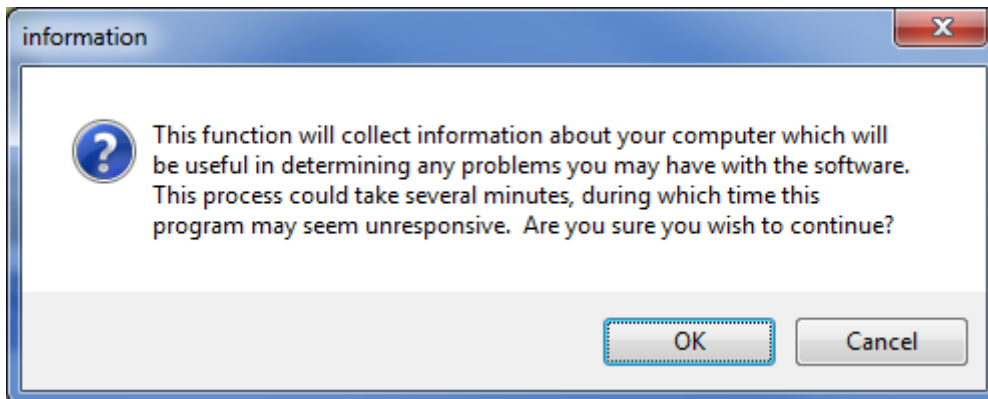 information
This function will collect information about your computer which will
be useful in determining any problems you may have with the software.
This process could take several minutes, during which time this
program may seem unresponsive.  Are you sure you wish to continue?
OK
Cancel